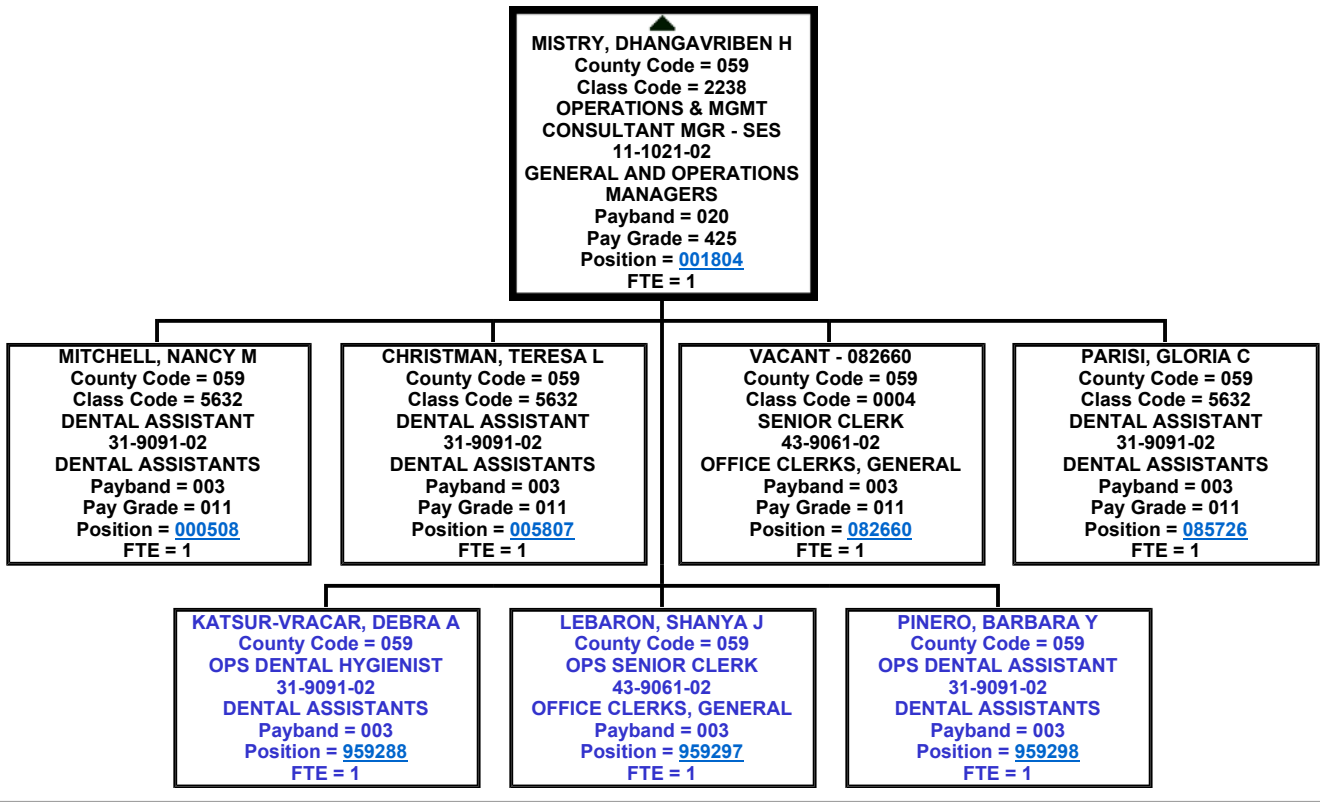 MISTRY, DHANGAVRIBEN H
County Code = 059
Class Code = 2238
OPERATIONS & MGMT
CONSULTANT MGR - SES
11-1021-02
GENERAL AND OPERATIONS
MANAGERS
Payband = 020
Pay Grade = 425
Position = 001804
FTE = 1
MITCHELL, NANCY M
County Code = 059
Class Code = 5632
DENTAL ASSISTANT
31-9091-02
DENTAL ASSISTANTS
Payband = 003
Pay Grade = 011
Position = 000508
FTE = 1
CHRISTMAN, TERESA L
County Code = 059
Class Code = 5632
DENTAL ASSISTANT
31-9091-02
DENTAL ASSISTANTS
Payband = 003
Pay Grade = 011
Position = 005807
FTE = 1
VACANT - 082660
County Code = 059
Class Code = 0004
SENIOR CLERK
43-9061-02
OFFICE CLERKS, GENERAL
Payband = 003
Pay Grade = 011
Position = 082660
FTE = 1
PARISI, GLORIA C
County Code = 059
Class Code = 5632
DENTAL ASSISTANT
31-9091-02
DENTAL ASSISTANTS
Payband = 003
Pay Grade = 011
Position = 085726
FTE = 1
KATSUR-VRACAR, DEBRA A
County Code = 059
OPS DENTAL HYGIENIST
31-9091-02
DENTAL ASSISTANTS
Payband = 003
Position = 959288
FTE = 1
LEBARON, SHANYA J
County Code = 059
OPS SENIOR CLERK
43-9061-02
OFFICE CLERKS, GENERAL
Payband = 003
Position = 959297
FTE = 1
PINERO, BARBARA Y
County Code = 059
OPS DENTAL ASSISTANT
31-9091-02
DENTAL ASSISTANTS
Payband = 003
Position = 959298
FTE = 1